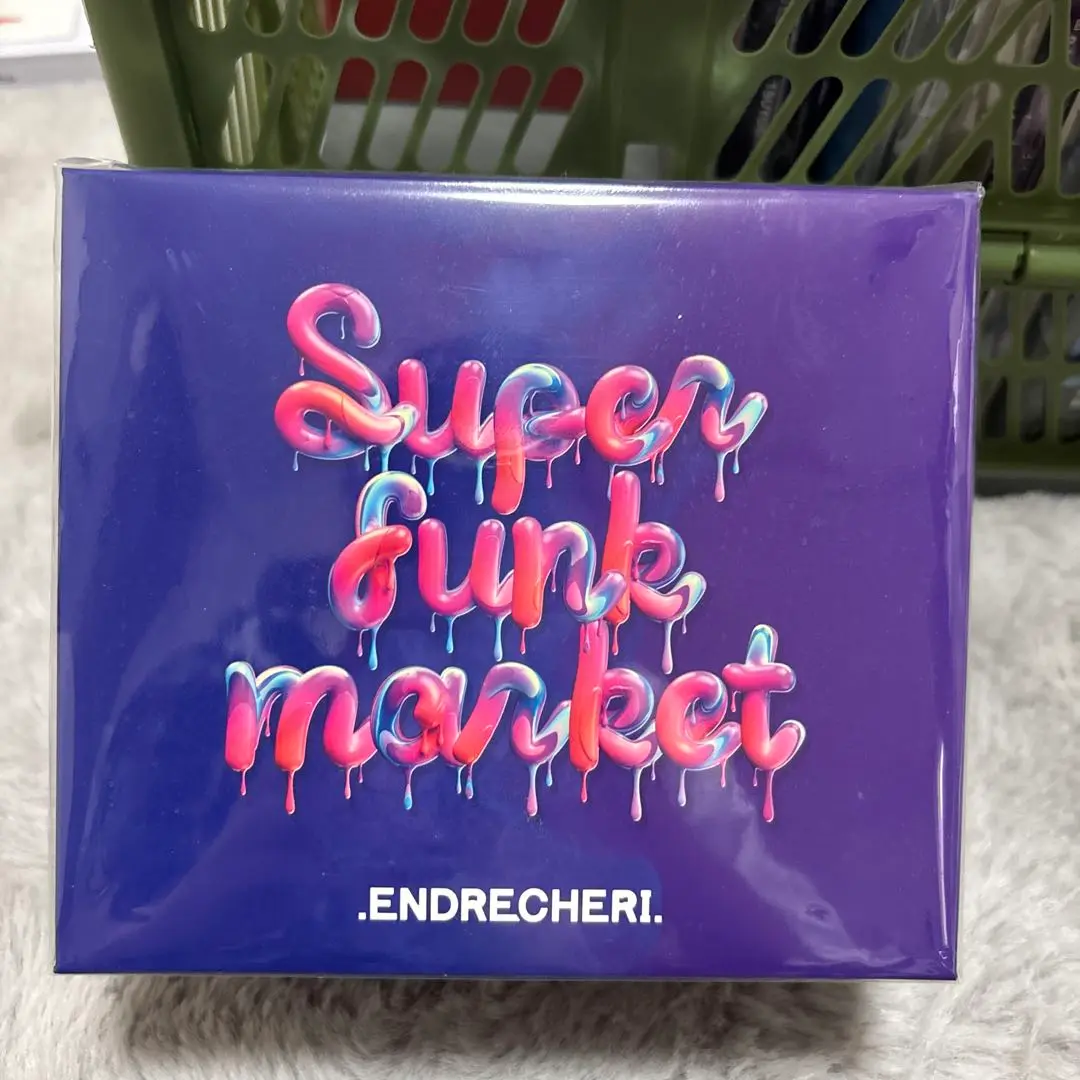 Super
funk
market
.ENDRECHERI.